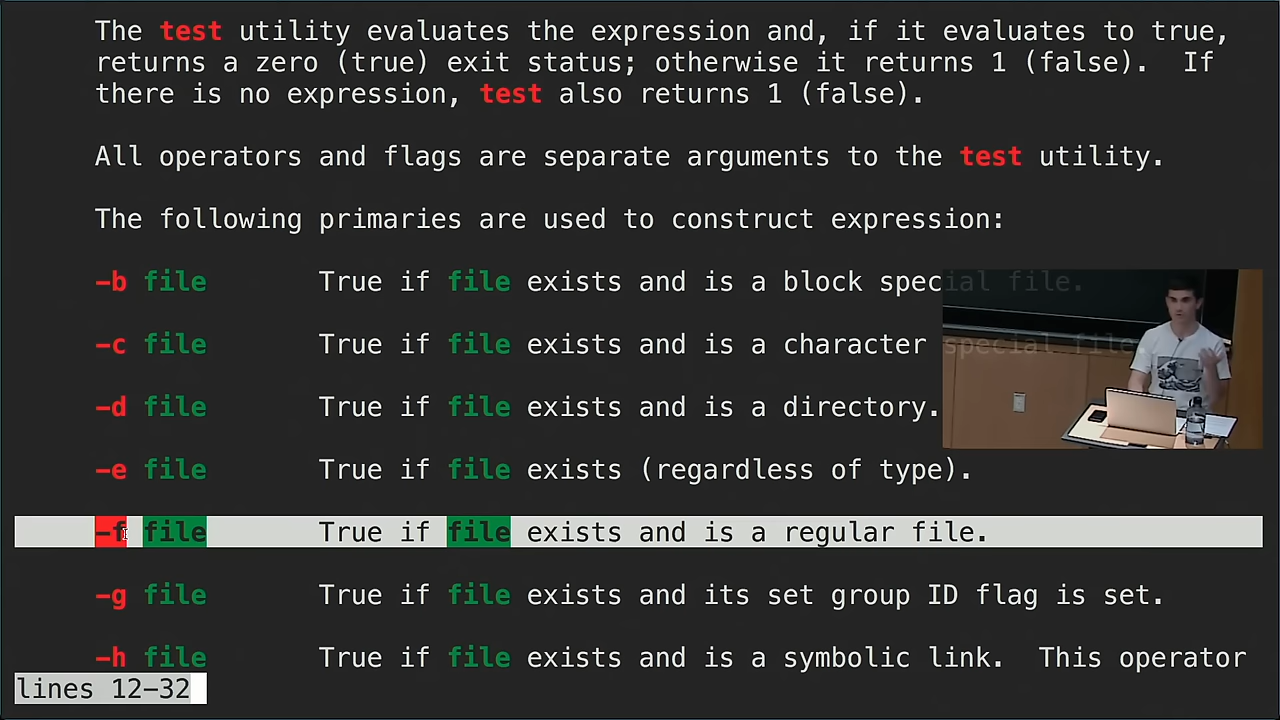 The test utility evaluates the expression and, if it evaluates to true,
returns a zero (true) exit status; otherwise it returns 1 (false).  If
there is no expression, test also returns 1 (false).
All operators and flags are separate arguments to the test utility.
The following primaries are used to construct expression:
-b file       True if file exists and is a block special file.
-c file       True if file exists and is a character special file.
-d file       True if file exists and is a directory.
-e file       True if file exists (regardless of type).
-f file       True if file exists and is a regular file.
-g file       True if file exists and its set group ID flag is set.
-h file       True if file exists and is a symbolic link.  This operator
lines 12-32